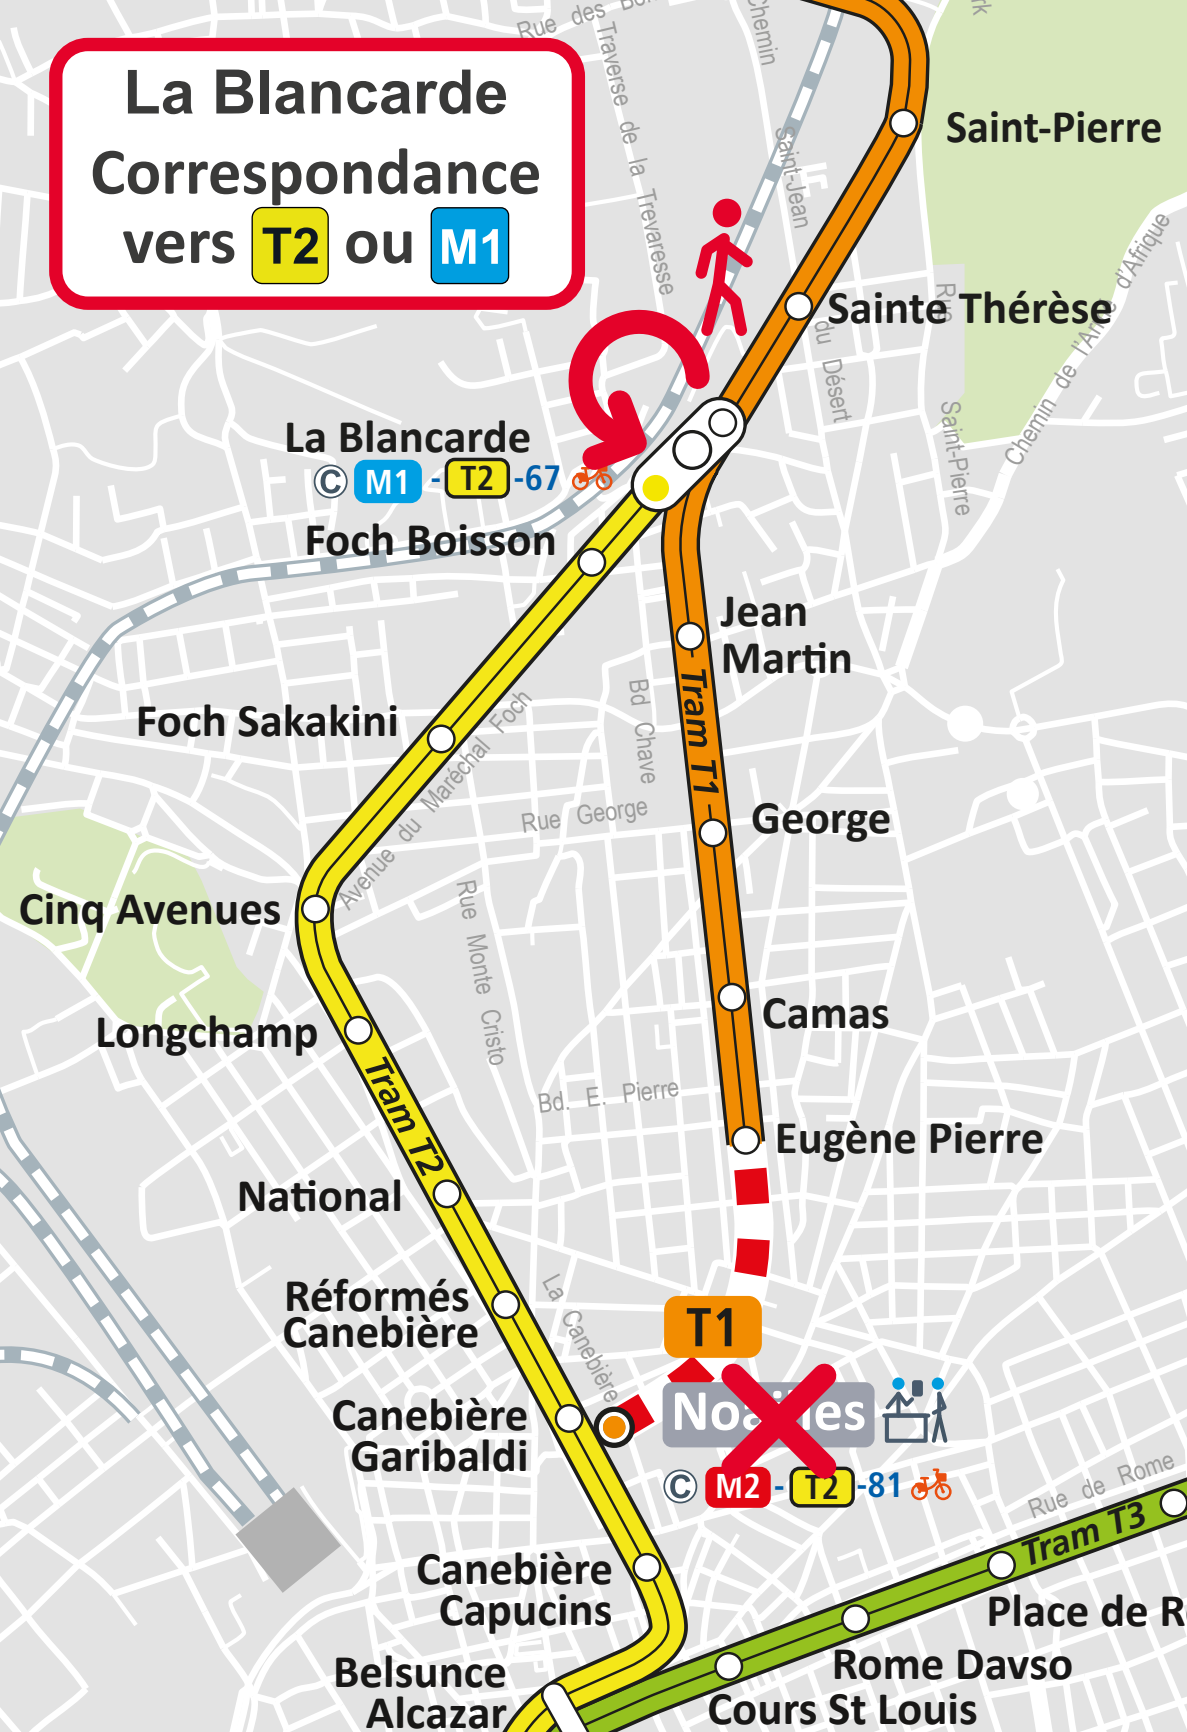 La Blancarde
Correspondance
vers T2 ou M1
Rue des
Traverse de la Trevaresse
Chemin
Saint-Jean
du Désert
Saint-Pierre
Sainte Thérèse
Rue
Saint-Pierre
Chemin de l'Armée d'Afrique
La Blancarde
C M1 - T2 -67
Foch Boisson
Jean
Martin
Tram T1
Foch Sakakini
Avenue du Maréchal Foch
Bd Chave
Rue George
George
Cinq Avenues
Rue Monte Cristo
Camas
Longchamp
Tram T2
Bd. E. Pierre
Eugène Pierre
National
Réformés
Canebière
La Canebière
T1
Noailles
C M2 - T2 -81
Canebière
Garibaldi
Rue de Rome
Tram T3
Canebière
Capucins
Place de R
Rome Davso
Cours St Louis
Belsunce
Alcazar